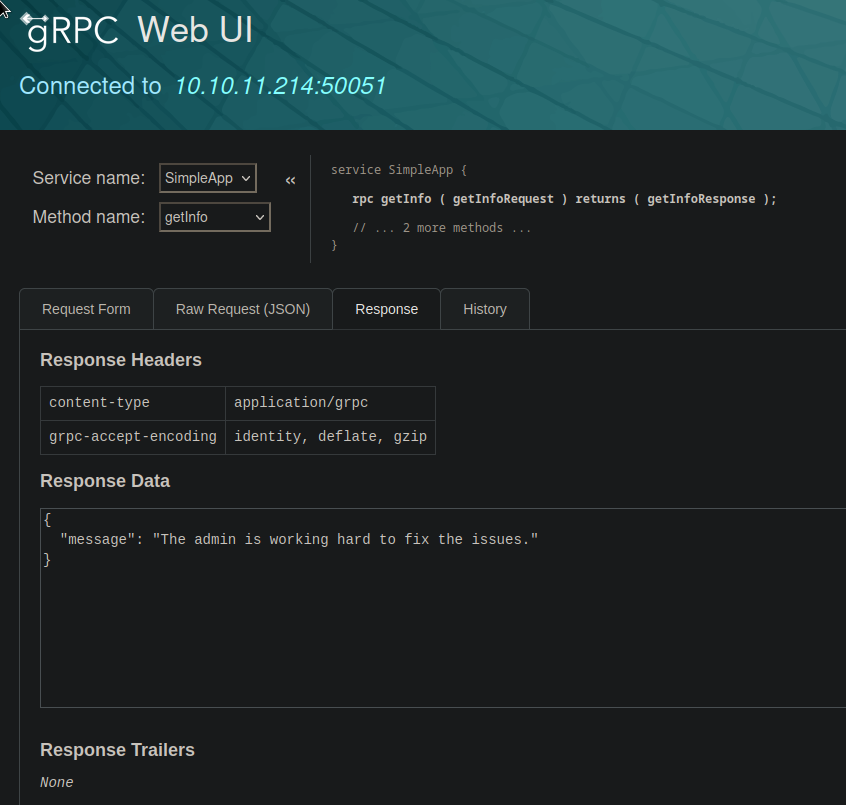 gRPC Web UI
Connected to 10.10.11.214:50051
Service name: SimpleApp «
Method name: getInfo
service SimpleApp {
rpc getInfo ( getInfoRequest ) returns ( getInfoResponse );
// ... 2 more methods ...
}
Request Form Raw Request (JSON) Response History
Response Headers
content-type application/grpc
grpc-accept-encoding identity, deflate, gzip
Response Data
{
"message": "The admin is working hard to fix the issues."
}
Response Trailers
None